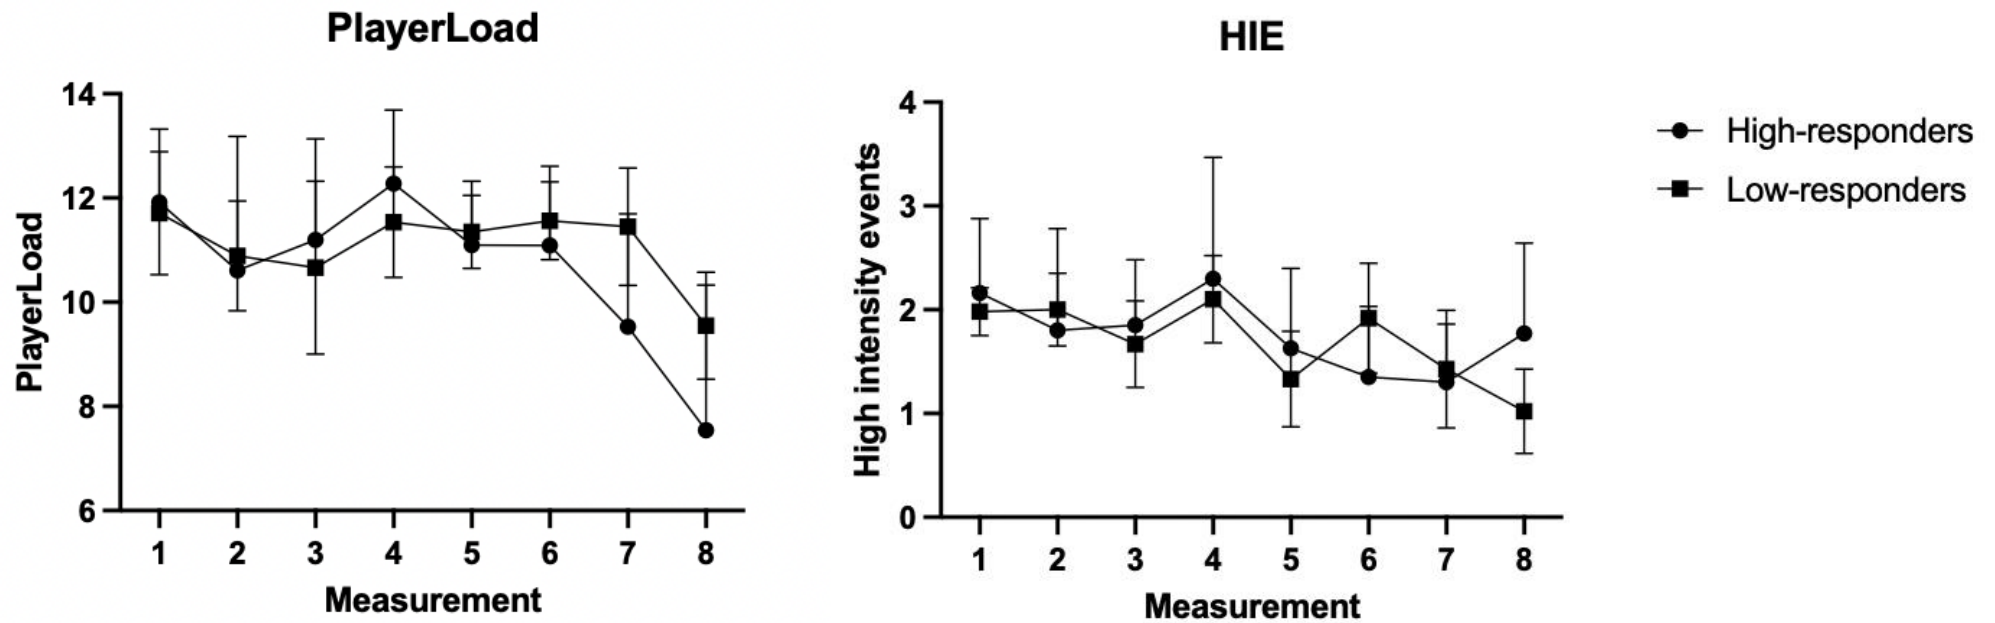 PlayerLoad
PlayerLoad
14
12
10
8
6
1 2 3 4 5 6 7 8
Measurement
HIE
High intensity events
4
3
2
1
0
1 2 3 4 5 6 7 8
Measurement
High-responders
Low-responders